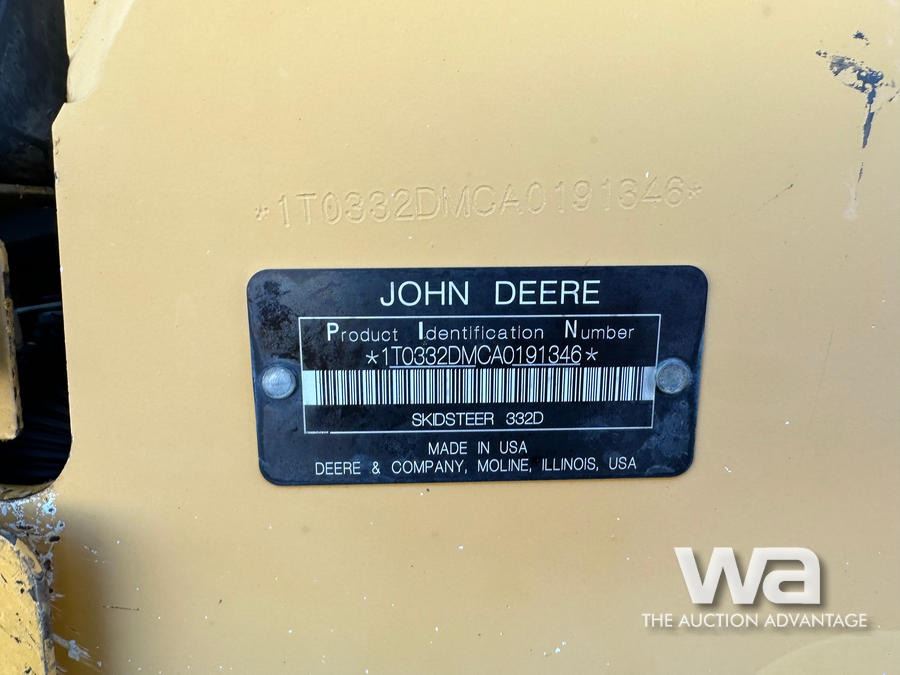 *1T0332DMCA0191346*
JOHN DEERE
Product Identification Number
*1T0332DMCA0191346*
SKIDSTEER 332D
MADE IN USA
DEERE & COMPANY, MOLINE, ILLINOIS, USA
wa
THE AUCTION ADVANTAGE